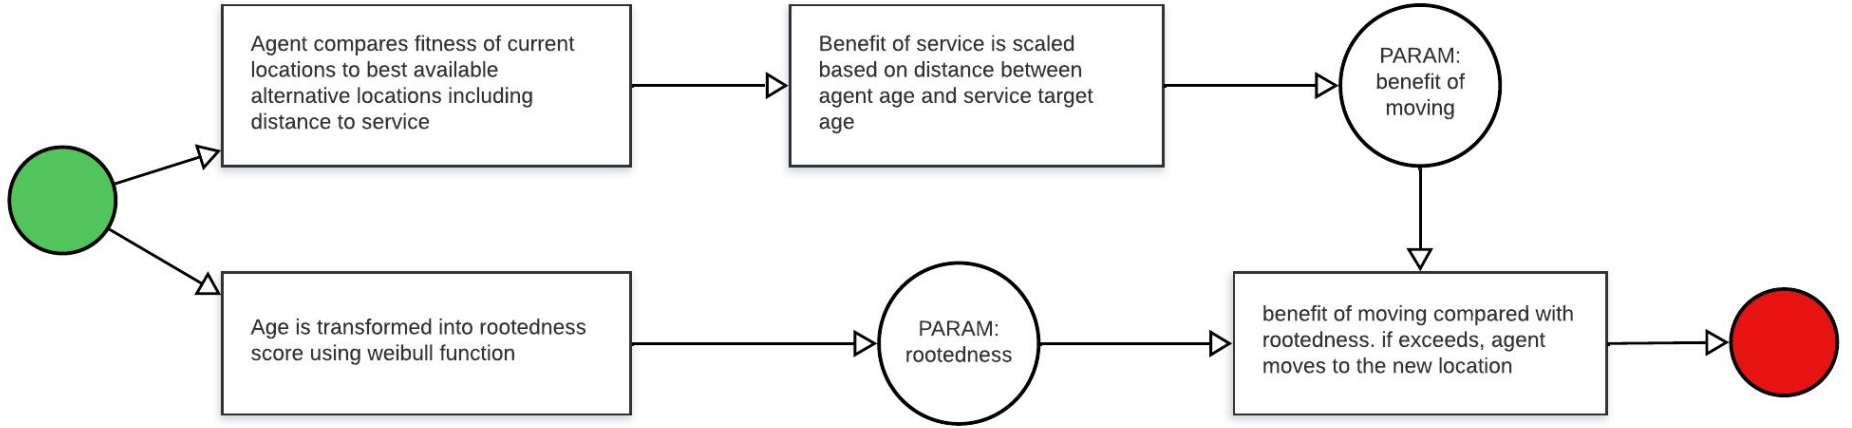 Agent compares fitness of current
locations to best available
alternative locations including
distance to service
Benefit of service is scaled
based on distance between
agent age and service target
age
PARAM:
benefit of
moving
Age is transformed into rootedness
score using weibull function
PARAM:
rootedness
benefit of moving compared with
rootedness. if exceeds, agent
moves to the new location